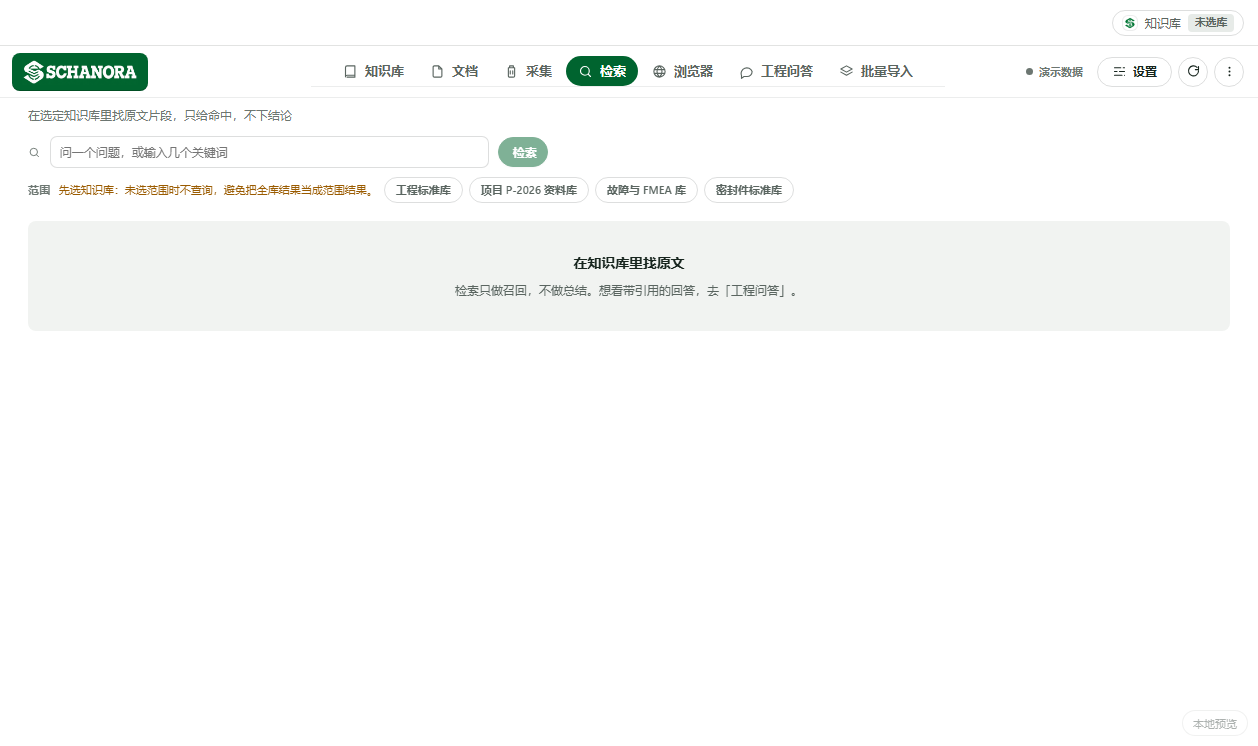 知识库 未选库
SCHANORA 知识库 文档 采集 检索 浏览器 工程问答 批量导入 演示数据 设置
在选定知识库里找原文片段，只给命中，不下结论
问一个问题，或输入几个关键词 检索
范围 先选知识库：未选范围时不查询，避免把全库结果当成范围结果。 工程标准库 项目 P-2026 资料库 故障与 FMEA 库 密封件标准库
在知识库里找原文
检索只做召回，不做总结。想看带引用的回答，去「工程问答」。
本地预览